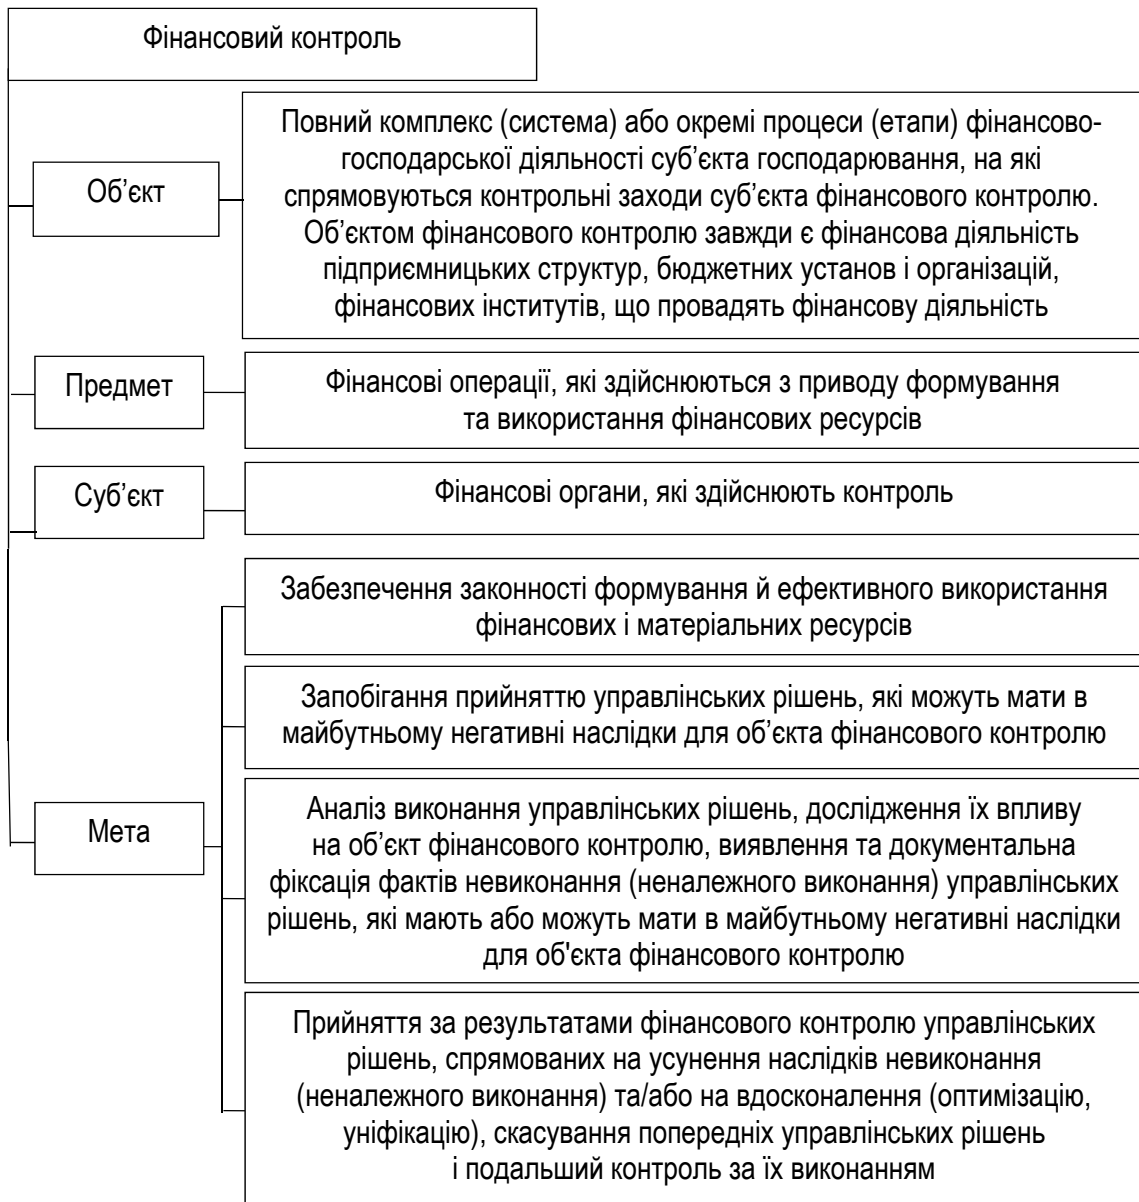 Фінансовий контроль
Об’єкт
Повний комплекс (система) або окремі процеси (етапи) фінансово-
господарської діяльності суб’єкта господарювання, на які
спрямовуються контрольні заходи суб’єкта фінансового контролю.
Об’єктом фінансового контролю завжди є фінансова діяльність
підприємницьких структур, бюджетних установ і організацій,
фінансових інститутів, що провадять фінансову діяльність
Предмет
Фінансові операції, які здійснюються з приводу формування
та використання фінансових ресурсів
Суб’єкт
Фінансові органи, які здійснюють контроль
Мета
Забезпечення законності формування й ефективного використання
фінансових і матеріальних ресурсів
Запобігання прийняттю управлінських рішень, які можуть мати в
майбутньому негативні наслідки для об’єкта фінансового контролю
Аналіз виконання управлінських рішень, дослідження їх впливу
на об’єкт фінансового контролю, виявлення та документальна
фіксація фактів невиконання (неналежного виконання) управлінських
рішень, які мають або можуть мати в майбутньому негативні наслідки
для об'єкта фінансового контролю
Прийняття за результатами фінансового контролю управлінських
рішень, спрямованих на усунення наслідків невиконання
(неналежного виконання) та/або на вдосконалення (оптимізацію,
уніфікацію), скасування попередніх управлінських рішень
і подальший контроль за їх виконанням